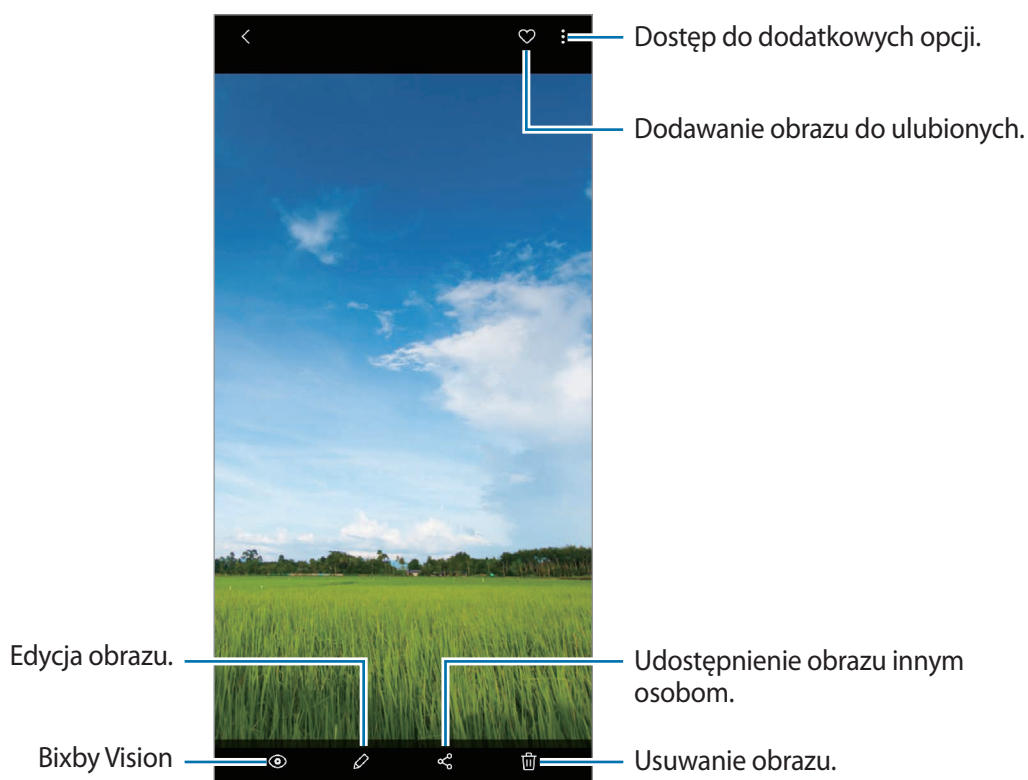 Dostęp do dodatkowych opcji.
Dodawanie obrazu do ulubionych.
Edycja obrazu.
Udostępnienie obrazu innym
osobom.
Bixby Vision
Usuwanie obrazu.